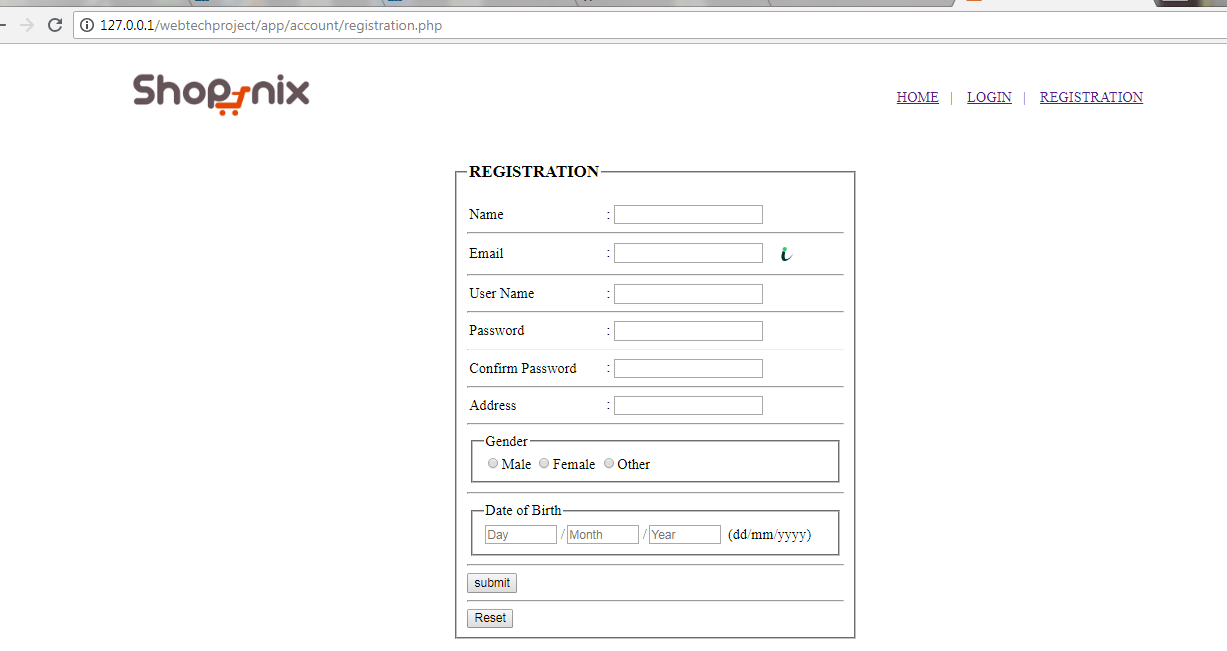 127.0.0.1/webtechproject/app/account/registration.php
Shopnix
HOME | LOGIN | REGISTRATION
REGISTRATION
Name :
Email : i
User Name :
Password :
Confirm Password :
Address :
Gender
Male Female Other
Date of Birth
Day / Month / Year (dd/mm/yyyy)
submit
Reset